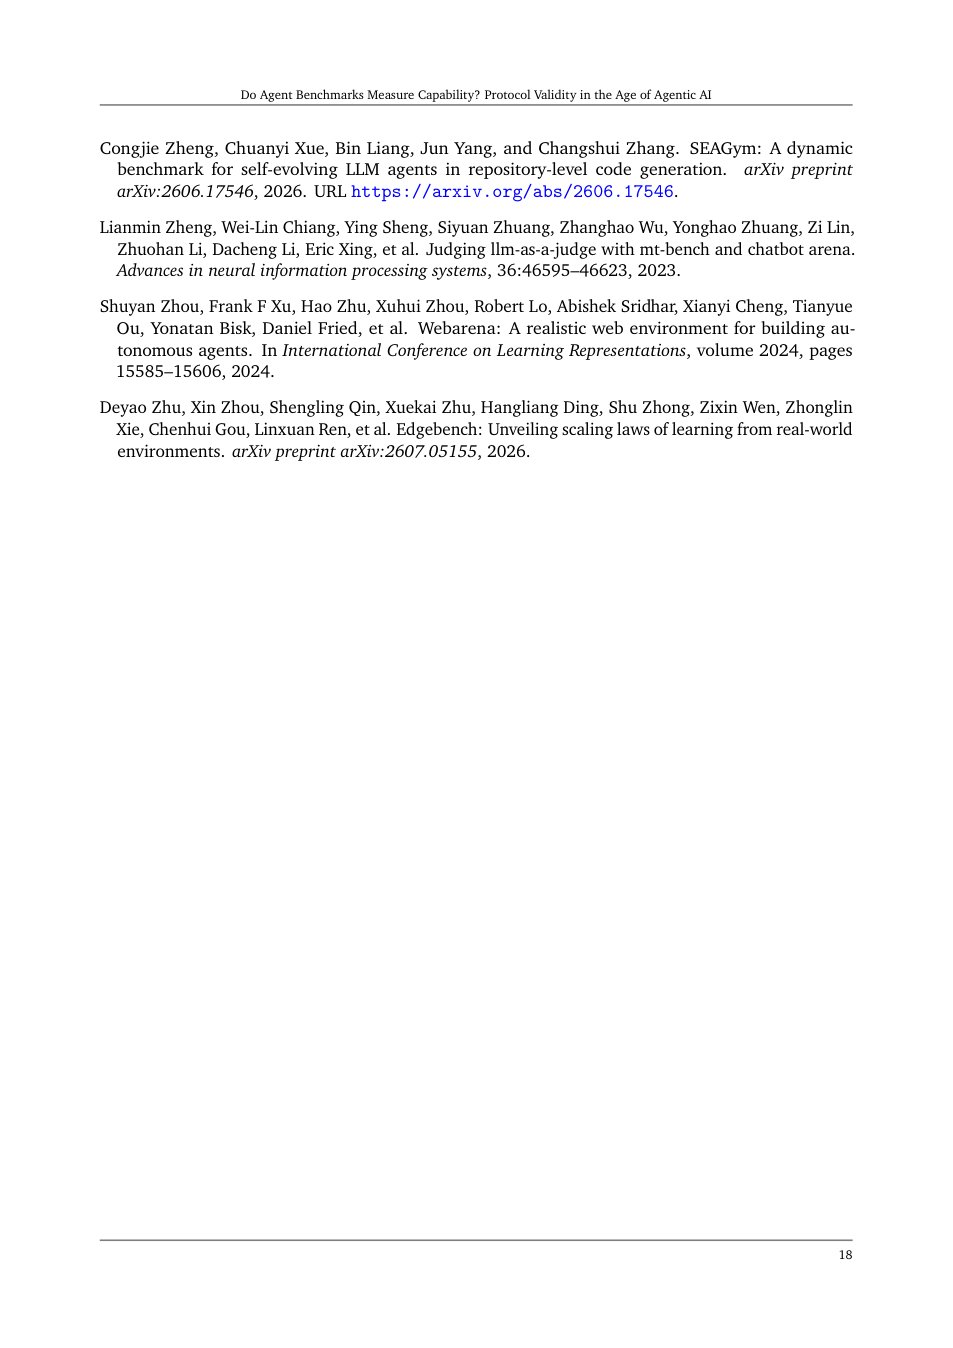 Do Agent Benchmarks Measure Capability? Protocol Validity in the Age of Agentic AI
Congjie Zheng, Chuanyi Xue, Bin Liang, Jun Yang, and Changshui Zhang. SEAGym: A dynamic
benchmark for self-evolving LLM agents in repository-level code generation. arXiv preprint
arXiv:2606.17546, 2026. URL https://arxiv.org/abs/2606.17546.
Lianmin Zheng, Wei-Lin Chiang, Ying Sheng, Siyuan Zhuang, Zhanghao Wu, Yonghao Zhuang, Zi Lin,
Zhuohan Li, Dacheng Li, Eric Xing, et al. Judging llm-as-a-judge with mt-bench and chatbot arena.
Advances in neural information processing systems, 36:46595–46623, 2023.
Shuyan Zhou, Frank F Xu, Hao Zhu, Xuhui Zhou, Robert Lo, Abishek Sridhar, Xianyi Cheng, Tianyue
Ou, Yonatan Bisk, Daniel Fried, et al. Webarena: A realistic web environment for building au-
tonomous agents. In International Conference on Learning Representations, volume 2024, pages
15585–15606, 2024.
Deyao Zhu, Xin Zhou, Shengling Qin, Xuekai Zhu, Hangliang Ding, Shu Zhong, Zixin Wen, Zhonglin
Xie, Chenhui Gou, Linxuan Ren, et al. Edgebench: Unveiling scaling laws of learning from real-world
environments. arXiv preprint arXiv:2607.05155, 2026.
18